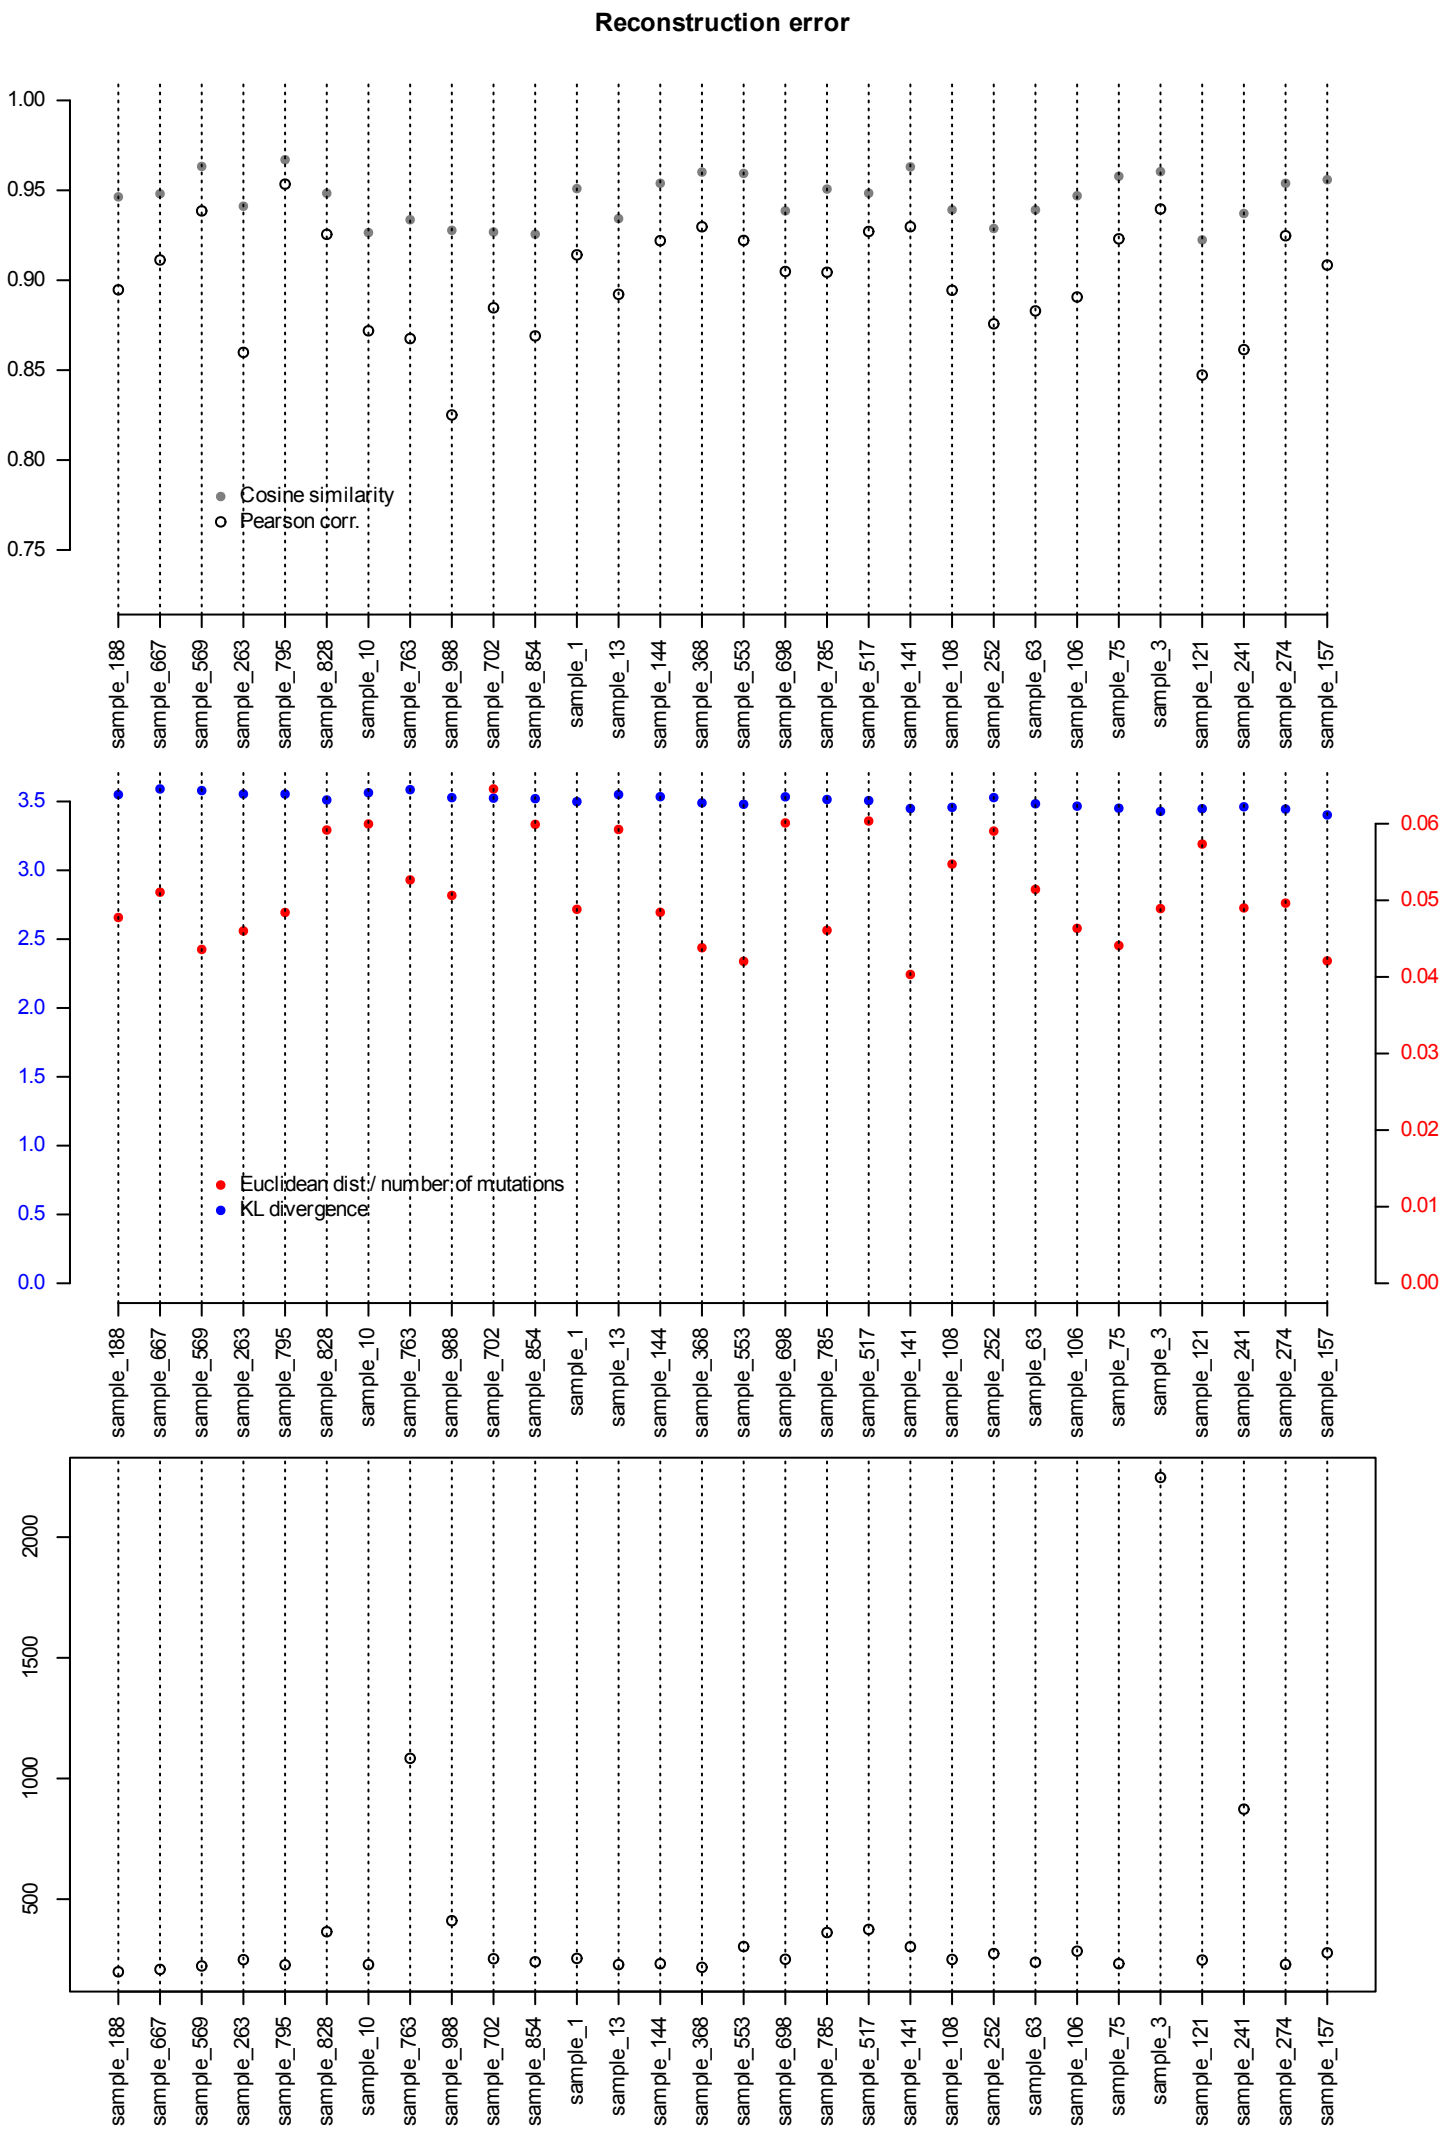 Reconstruction error
1.00
0.95
0.90
0.85
0.80
0.75
Cosine similarity
Pearson corr.
sample_188
sample_667
sample_569
sample_263
sample_795
sample_828
sample_10
sample_763
sample_988
sample_702
sample_854
sample_1
sample_13
sample_144
sample_368
sample_553
sample_698
sample_785
sample_517
sample_141
sample_108
sample_252
sample_63
sample_106
sample_75
sample_3
sample_121
sample_241
sample_274
sample_157
3.5
3.0
2.5
2.0
1.5
1.0
0.5
0.0
Euclidean dist./ number of mutations
KL divergence
0.06
0.05
0.04
0.03
0.02
0.01
0.00
sample_188
sample_667
sample_569
sample_263
sample_795
sample_828
sample_10
sample_763
sample_988
sample_702
sample_854
sample_1
sample_13
sample_144
sample_368
sample_553
sample_698
sample_785
sample_517
sample_141
sample_108
sample_252
sample_63
sample_106
sample_75
sample_3
sample_121
sample_241
sample_274
sample_157
2000
1500
1000
500
sample_188
sample_667
sample_569
sample_263
sample_795
sample_828
sample_10
sample_763
sample_988
sample_702
sample_854
sample_1
sample_13
sample_144
sample_368
sample_553
sample_698
sample_785
sample_517
sample_141
sample_108
sample_252
sample_63
sample_106
sample_75
sample_3
sample_121
sample_241
sample_274
sample_157